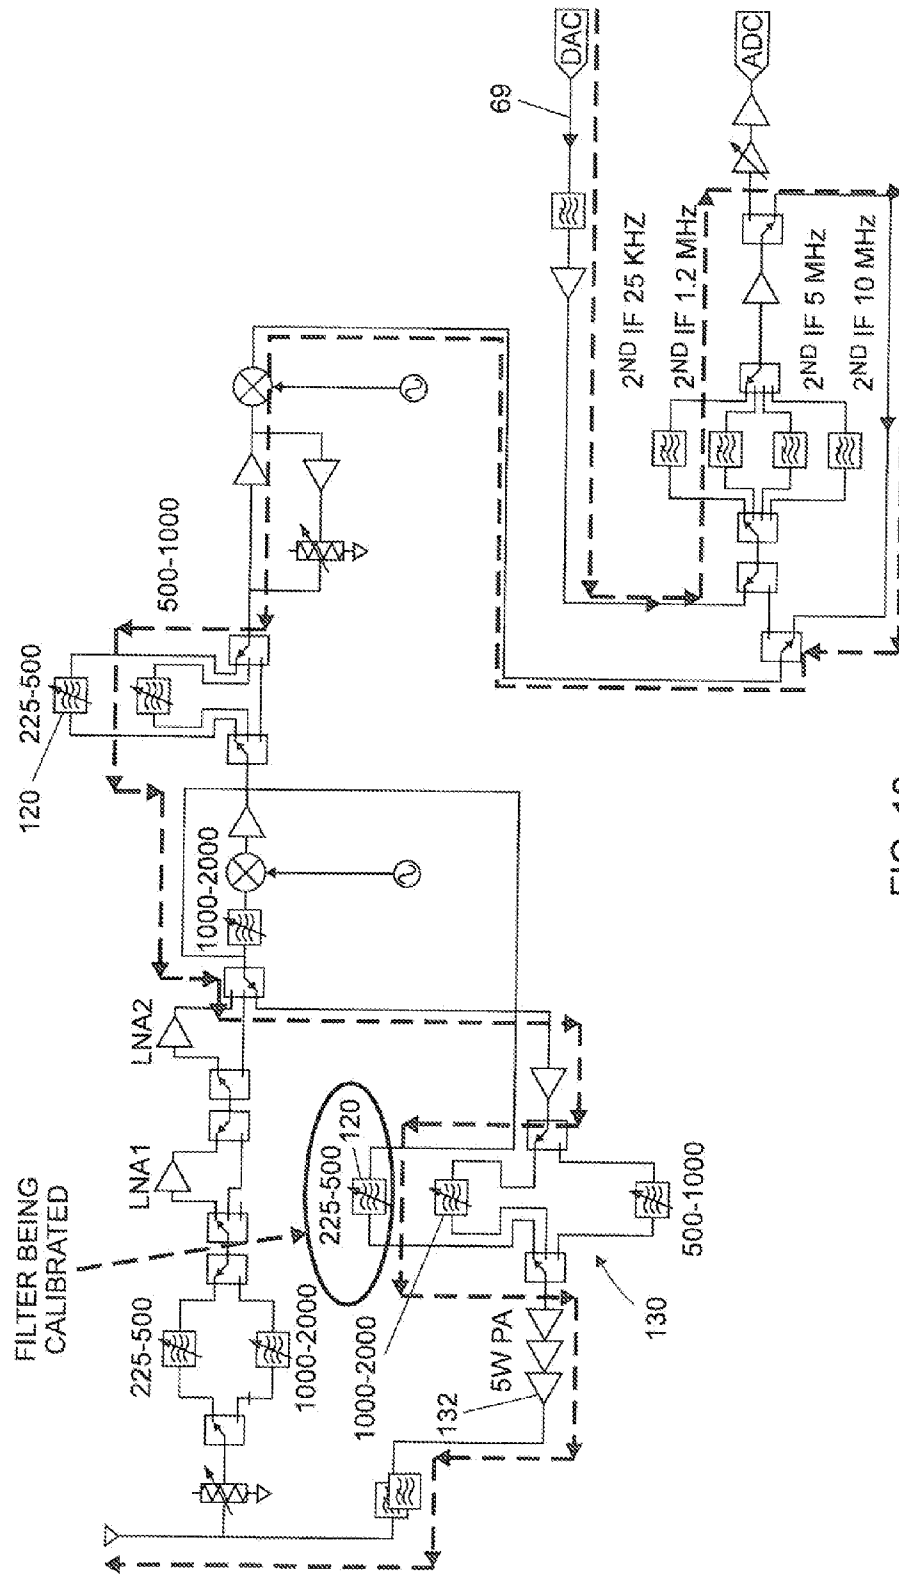 FILTER BEING
CALIBRATED
225-500
1000-2000
LNA1
LNA2
1000-2000
120
225-500
500-1000
225-500
120
1000-2000
500-1000
130
5W PA
132
69
DAC
ADC
2ND IF 25 KHZ
2ND IF 1.2 MHz
2ND IF 5 MHz
2ND IF 10 MHz